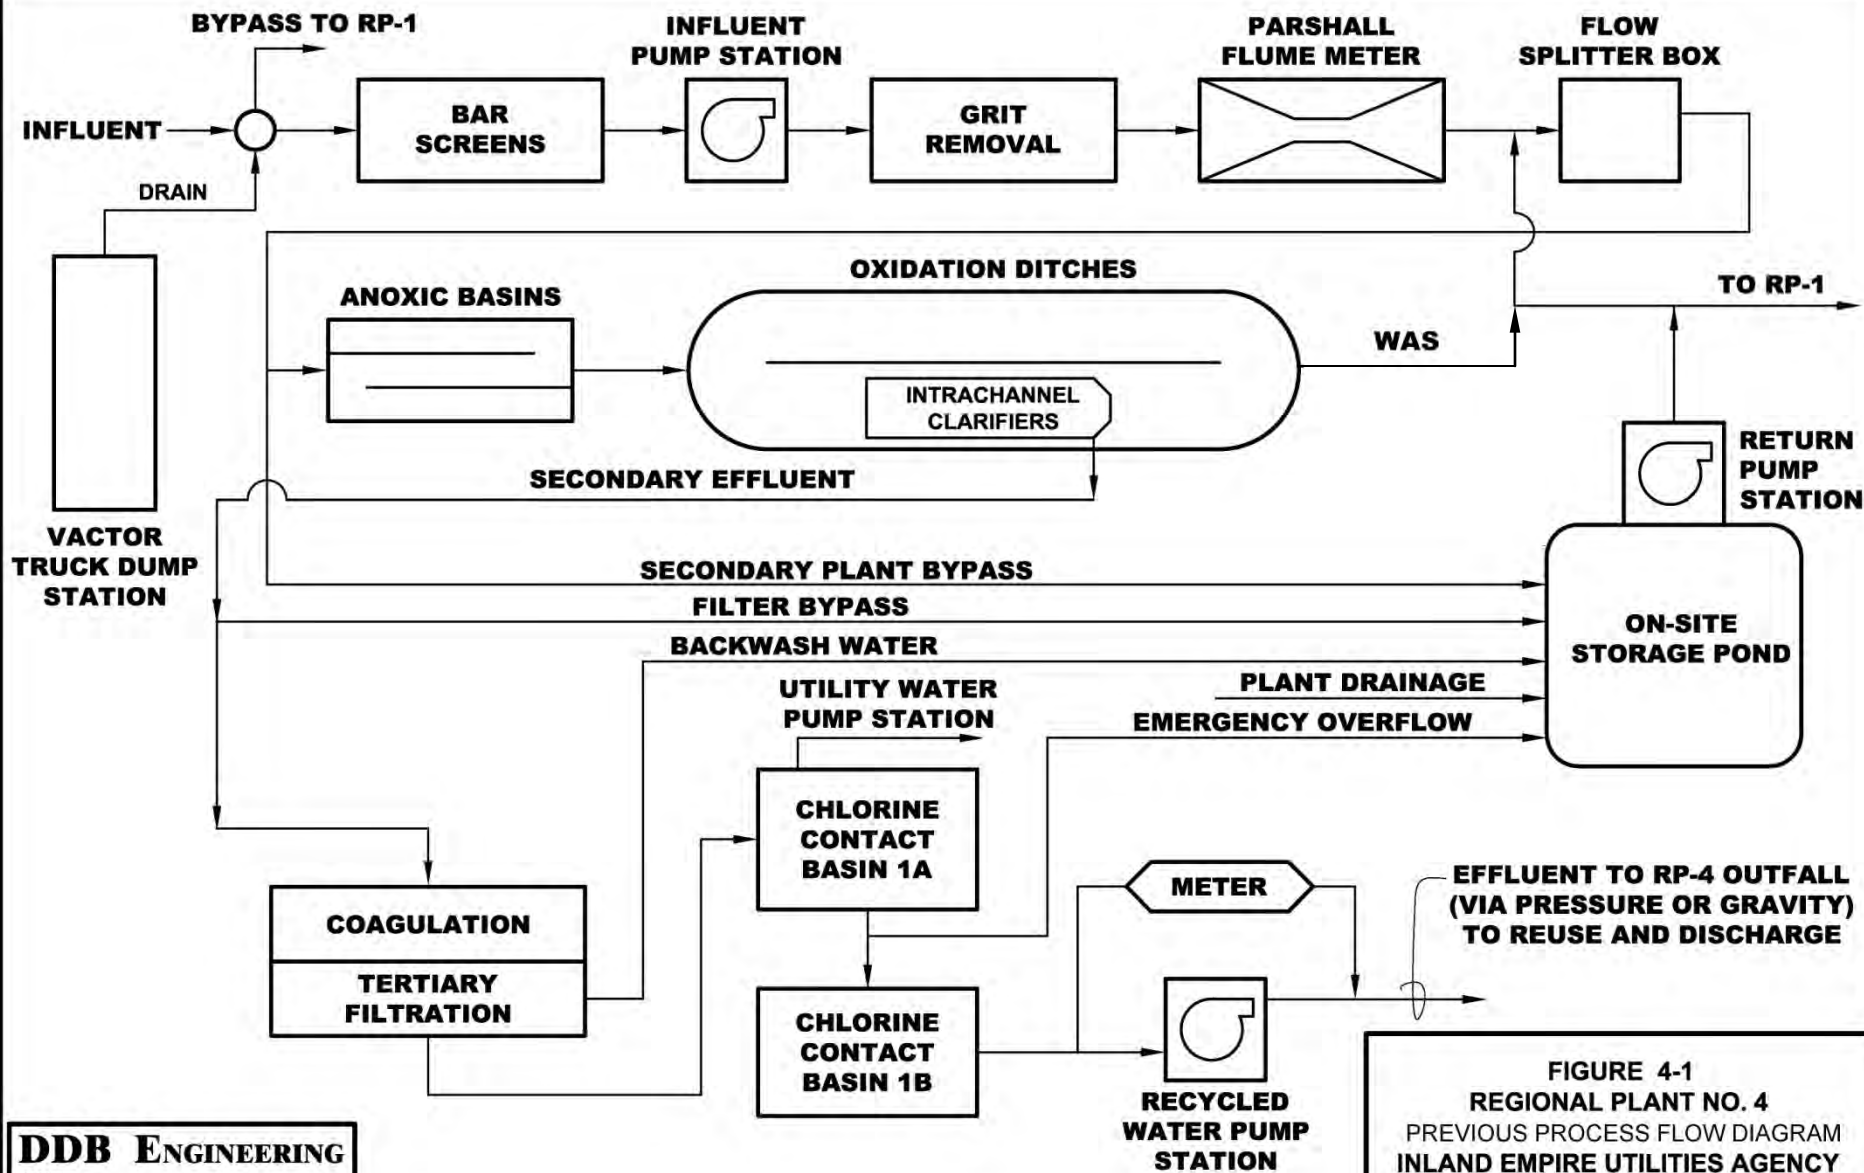 BYPASS TO RP-1
INFLUENT
PUMP STATION
PARSHALL
FLUME METER
FLOW
SPLITTER BOX
INFLUENT
BAR
SCREENS
GRIT
REMOVAL
DRAIN
OXIDATION DITCHES
ANOXIC BASINS
TO RP-1
WAS
INTRACHANNEL
CLARIFIERS
RETURN
PUMP
STATION
SECONDARY EFFLUENT
VACTOR
TRUCK DUMP
STATION
SECONDARY PLANT BYPASS
FILTER BYPASS
ON-SITE
STORAGE POND
BACKWASH WATER
PLANT DRAINAGE
UTILITY WATER
PUMP STATION
EMERGENCY OVERFLOW
CHLORINE
CONTACT
BASIN 1A
METER
EFFLUENT TO RP-4 OUTFALL
(VIA PRESSURE OR GRAVITY)
TO REUSE AND DISCHARGE
COAGULATION
TERTIARY
FILTRATION
CHLORINE
CONTACT
BASIN 1B
RECYCLED
WATER PUMP
STATION
FIGURE 4-1
REGIONAL PLANT NO. 4
PREVIOUS PROCESS FLOW DIAGRAM
INLAND EMPIRE UTILITIES AGENCY
DDB ENGINEERING